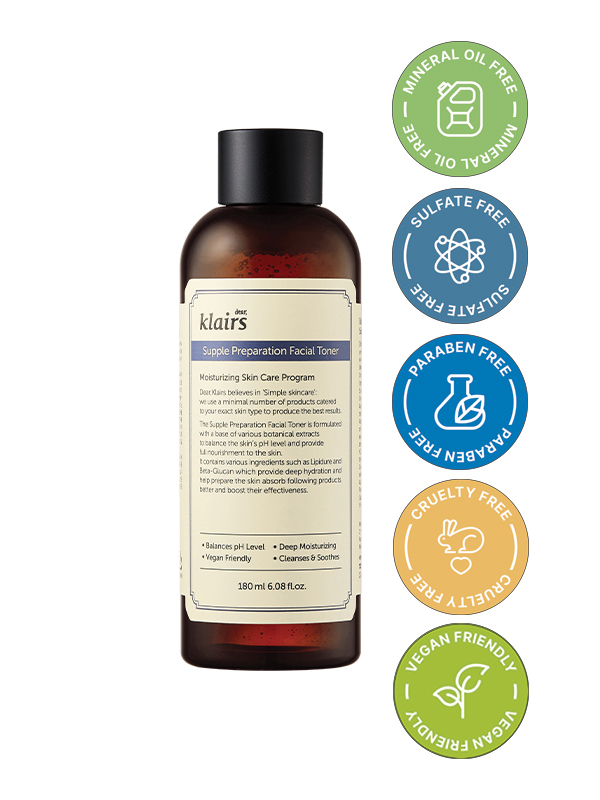 dear,
klairs
Supple Preparation Facial Toner
Moisturizing Skin Care Program
Dear, Klairs believes in 'Simple skincare':
we use a minimal number of products catered
to your exact skin type to produce the best results.
The Supple Preparation Facial Toner is formulated
with a base of various botanical extracts
to balance the skin's pH level and provide
full nourishment to the skin.
It contains various ingredients such as Lipidure and
Beta-Glucan which provide deep hydration and
help prepare the skin absorb following products
better and boost their effectiveness.
• Balances pH Level • Deep Moisturizing
• Vegan Friendly • Cleanses & Soothes
180 ml 6.08 fl.oz.
MINERAL OIL FREE
MINERAL OIL FREE
SULFATE FREE
SULFATE FREE
PARABEN FREE
PARABEN FREE
CRUELTY FREE
CRUELTY FREE
VEGAN FRIENDLY
VEGAN FRIENDLY